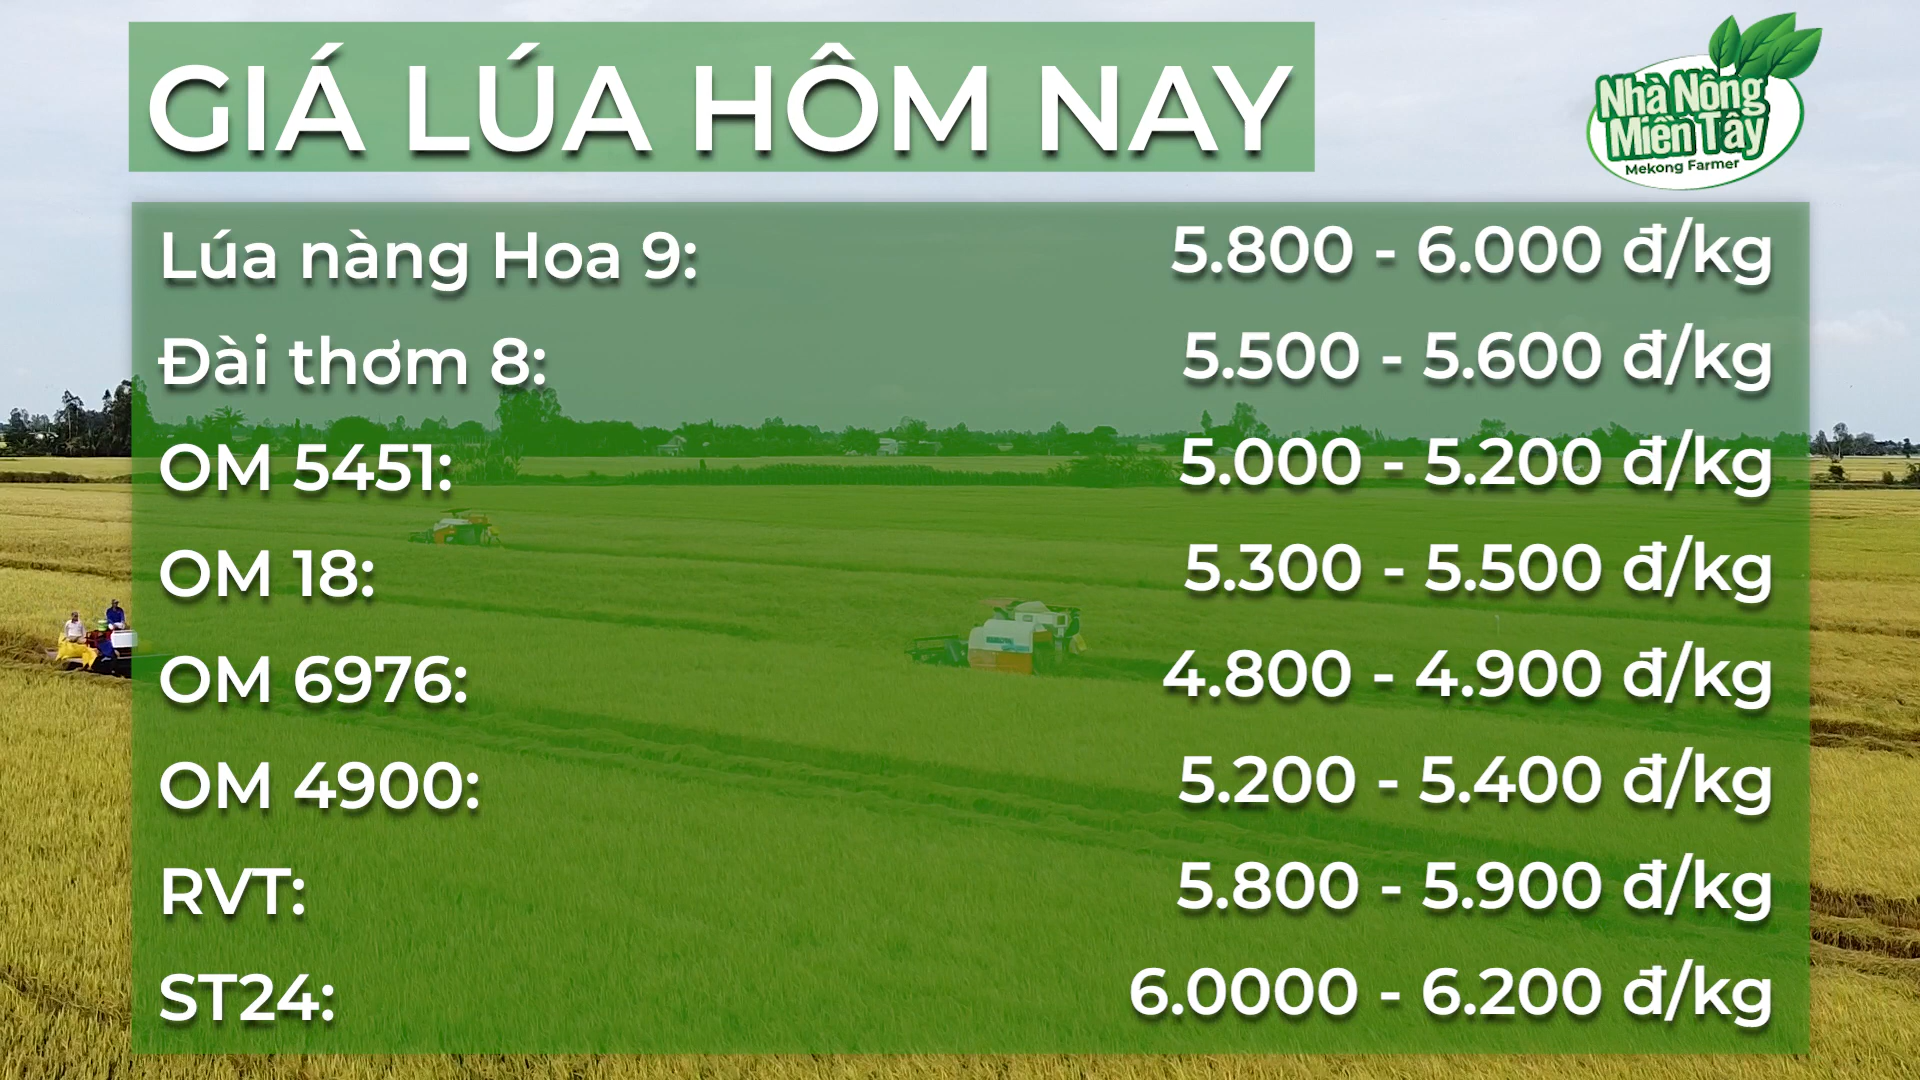 GIÁ LÚA HÔM NAY
Nhà Nông
Miền Tây
Mekong Farmer
Lúa nàng Hoa 9: 5.800 - 6.000 đ/kg
Đài thơm 8: 5.500 - 5.600 đ/kg
OM 5451: 5.000 - 5.200 đ/kg
OM 18: 5.300 - 5.500 đ/kg
OM 6976: 4.800 - 4.900 đ/kg
OM 4900: 5.200 - 5.400 đ/kg
RVT: 5.800 - 5.900 đ/kg
ST24: 6.0000 - 6.200 đ/kg